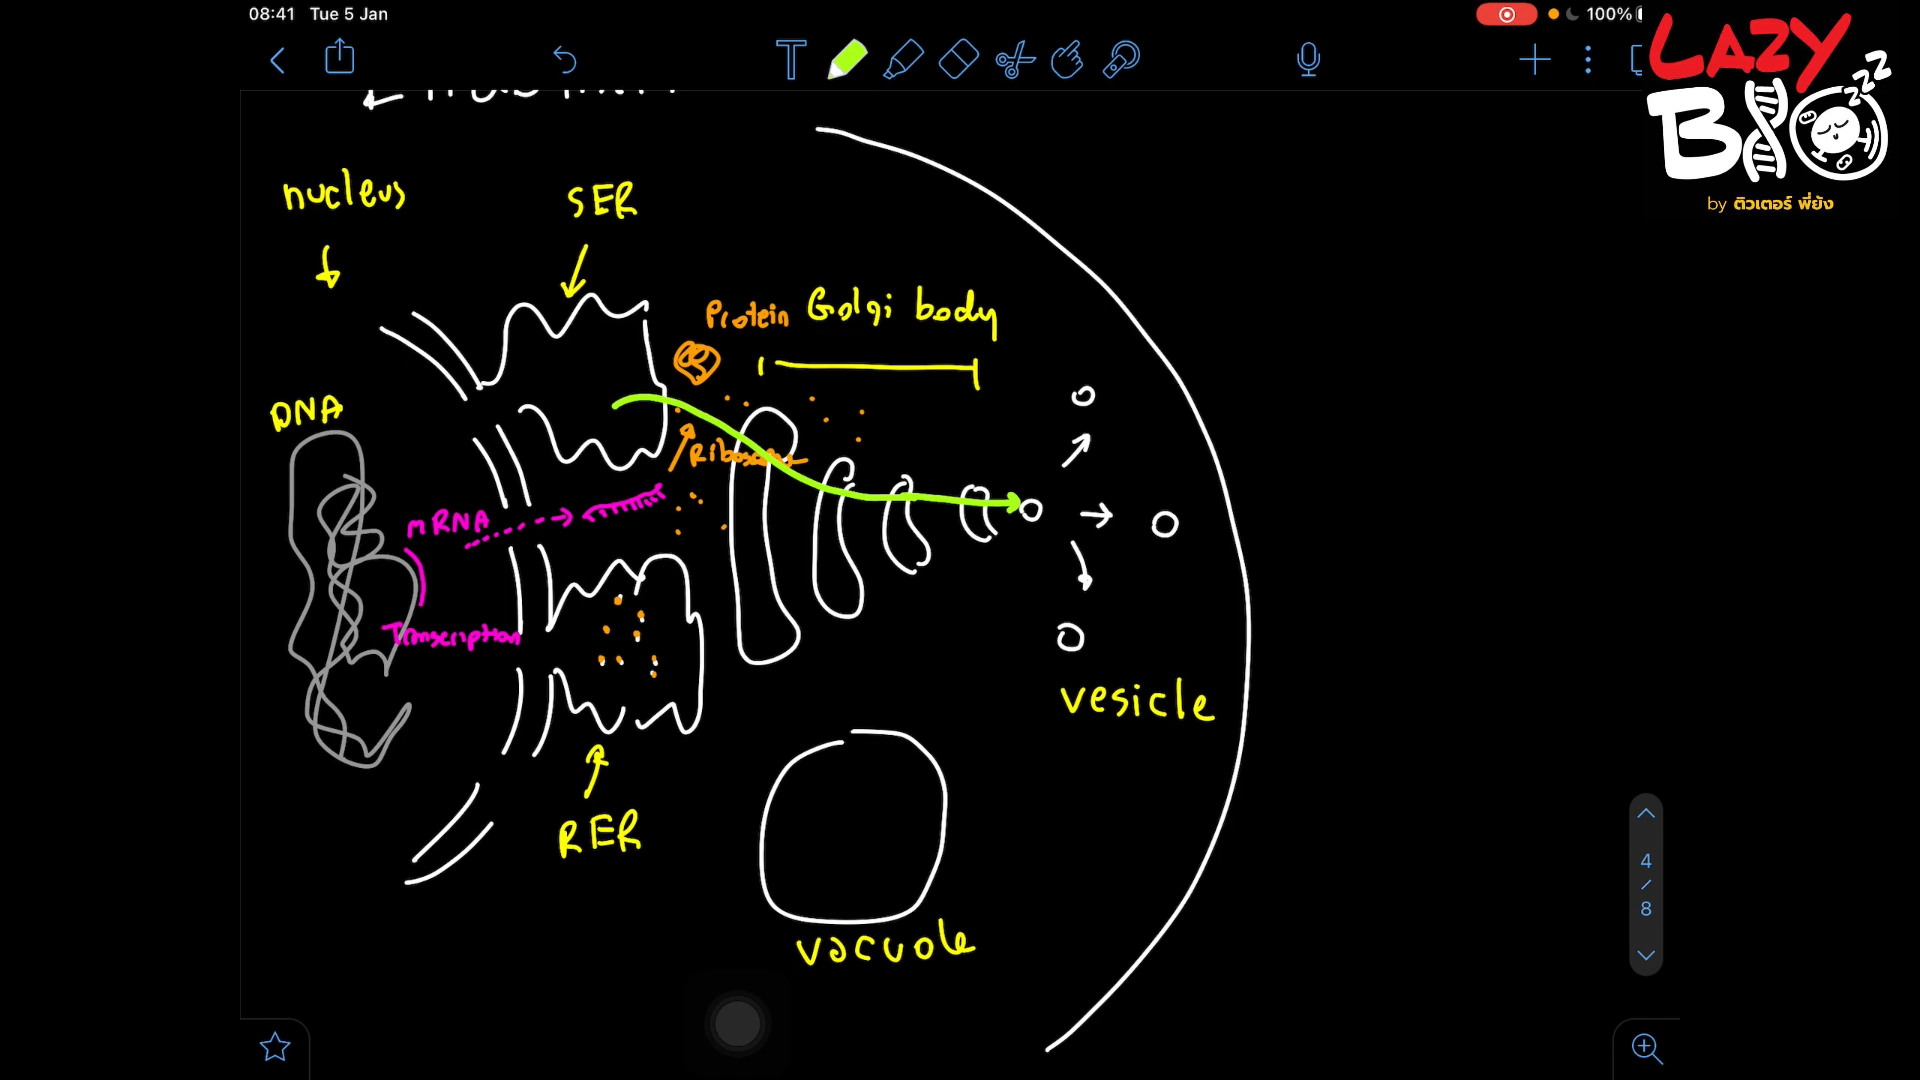 08:41 Tue 5 Jan
100%
LAZY
BIO
zzz
by ติวเตอร์ พี่ยัง
nucleus
SER
Protein
Golgi body
DNA
Ribosome
mRNA
Transcription
vesicle
RER
vacuole
4
/
8